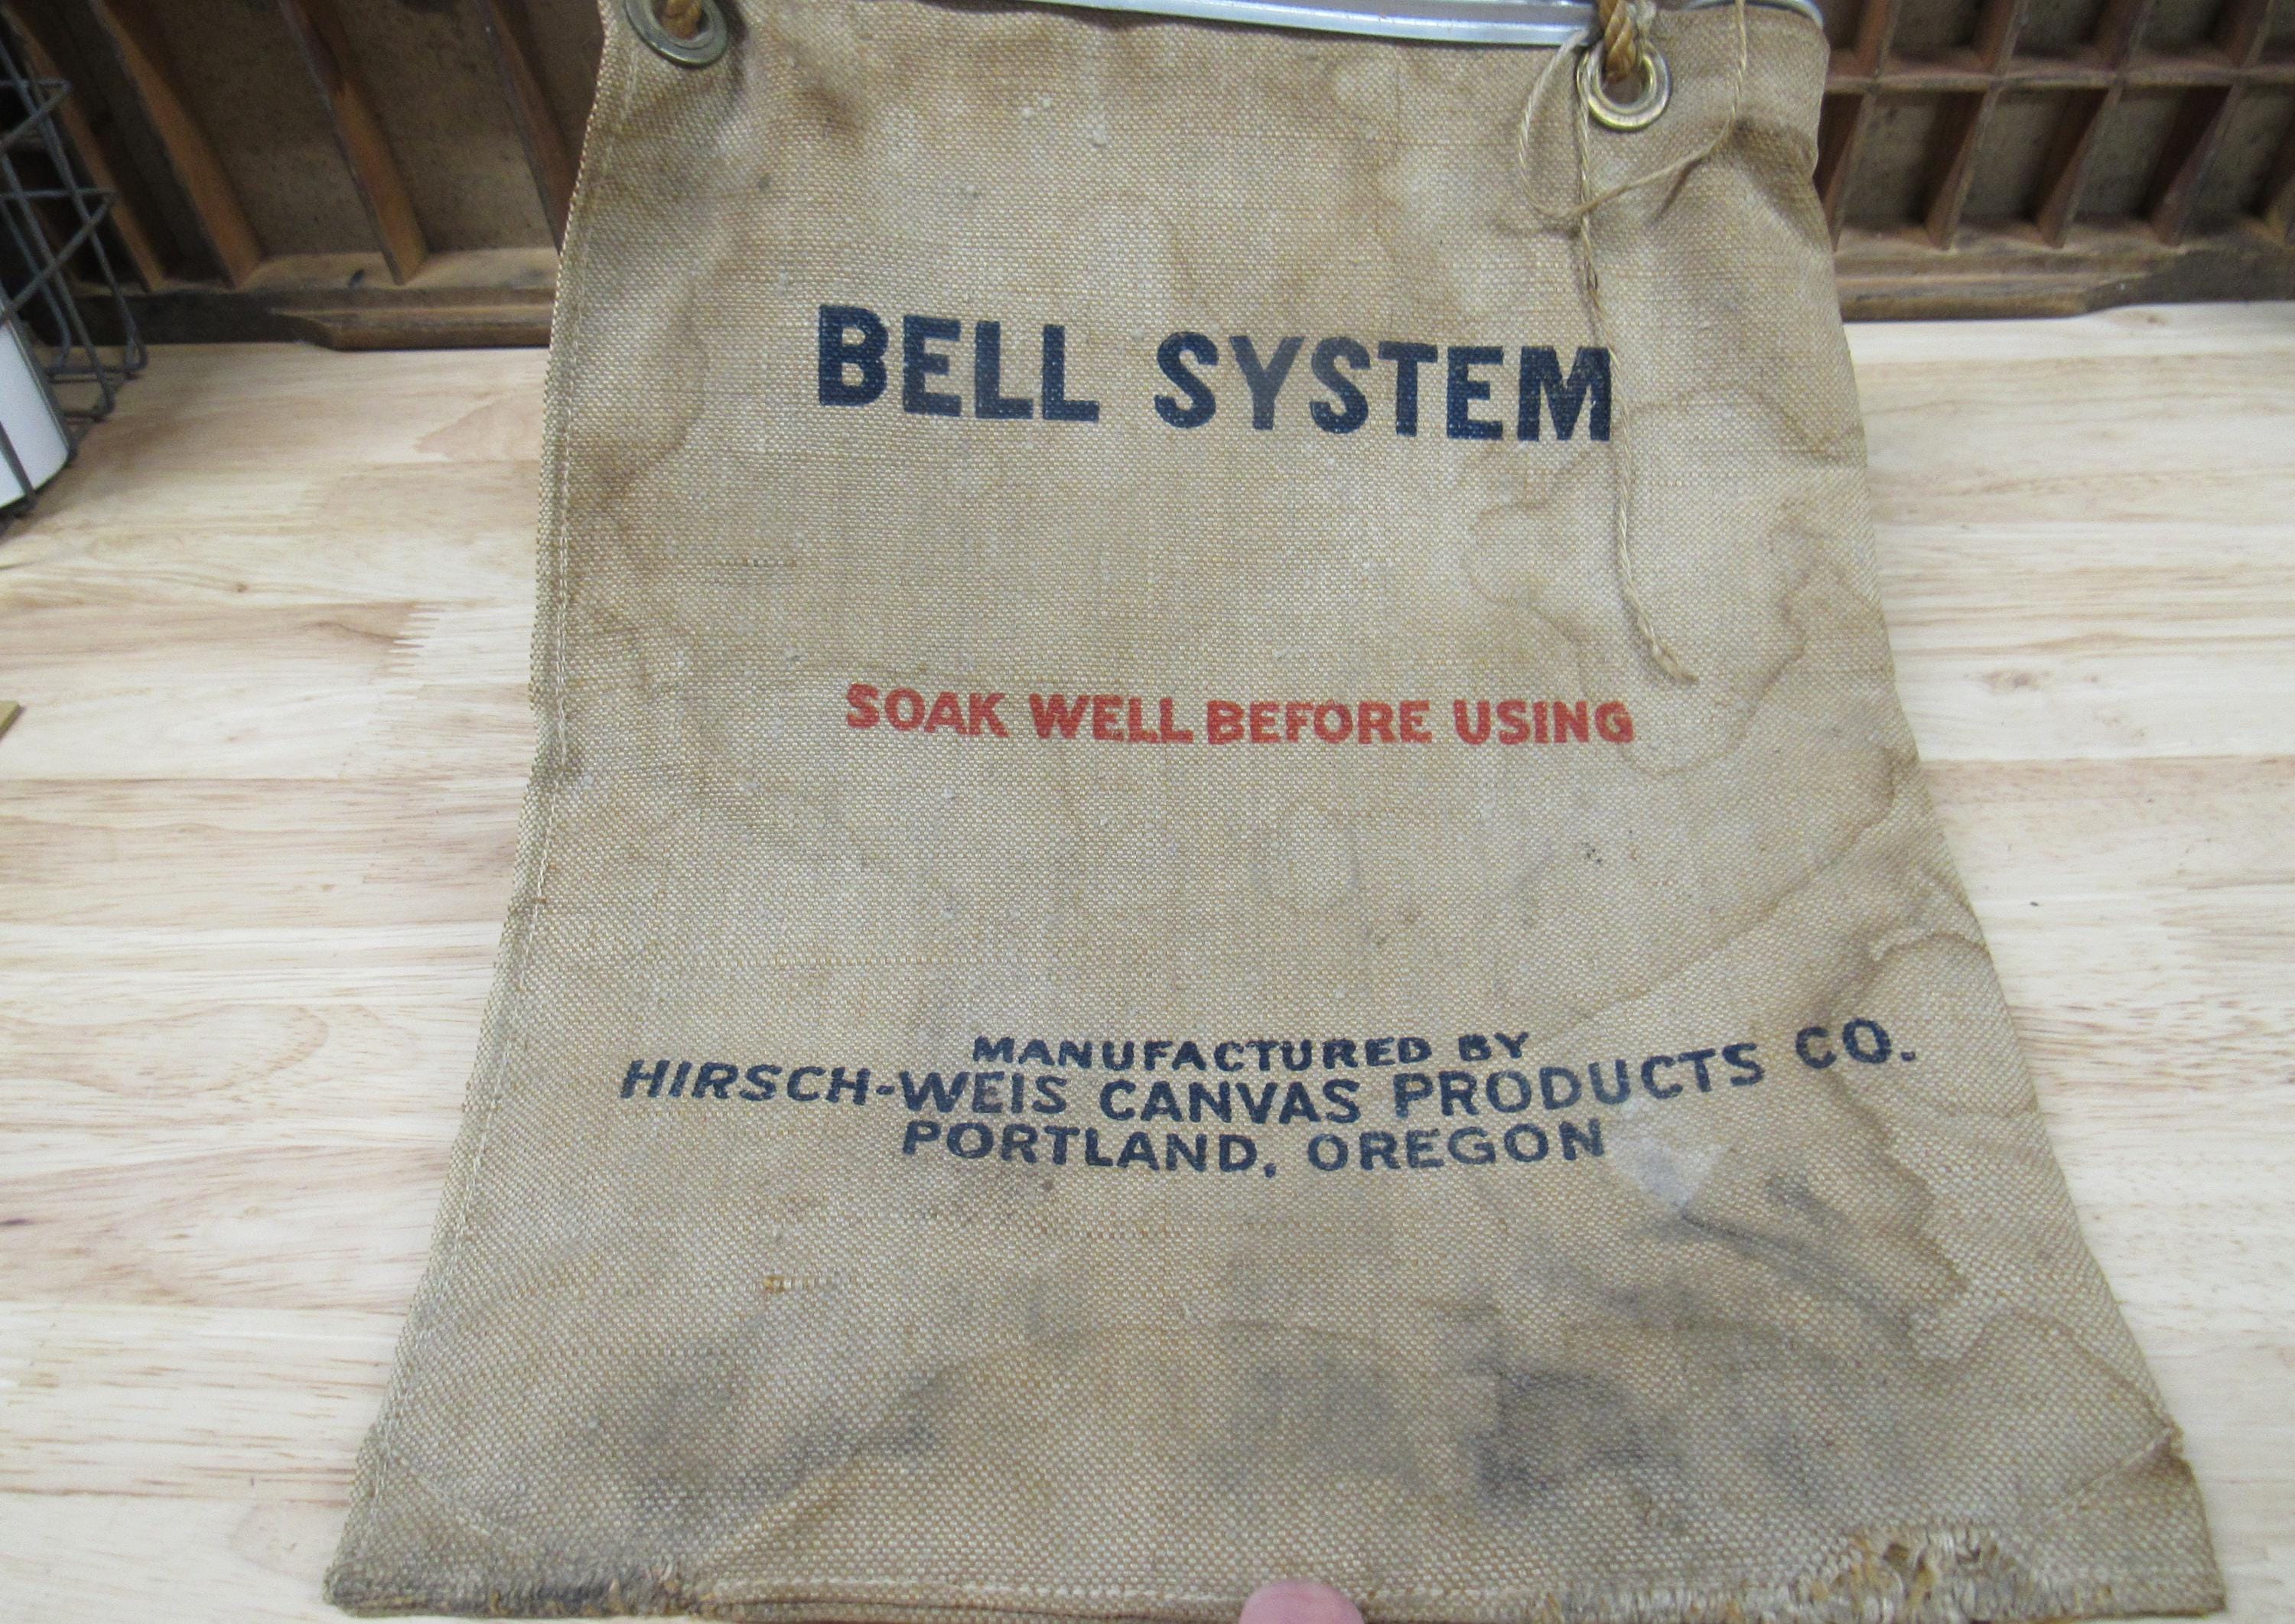 BELL SYSTEM
SOAK WELL BEFORE USING
MANUFACTURED BY
HIRSCH-WEIS CANVAS PRODUCTS CO.
PORTLAND, OREGON